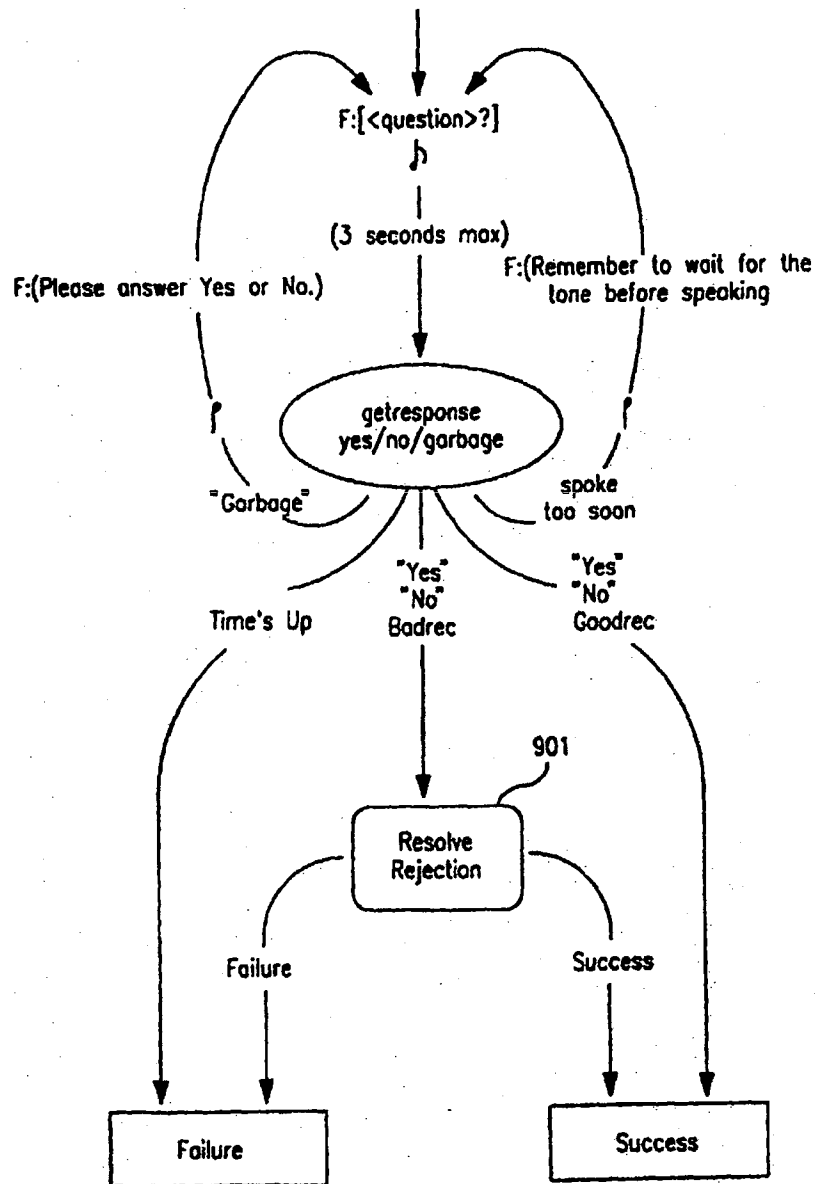 F:[<question>?]
(3 seconds max)
F:(Please answer Yes or No.)
F:(Remember to wait for the
tone before speaking
getresponse
yes/no/garbage
"Garbage"
spoke
too soon
Time's Up
"Yes"
"No"
Badrec
"Yes"
"No"
Goodrec
901
Resolve
Rejection
Failure
Success
Failure
Success